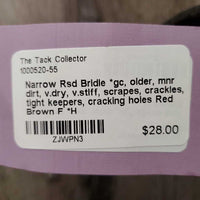 The Tack Collector
1000520-55
Narrow Rsd Bridle *gc, older, mnr
dirt, v.dry, v.stiff, scrapes, crackles,
tight keepers, cracking holes Red
Brown F *H
$28.00
ZJWPN3